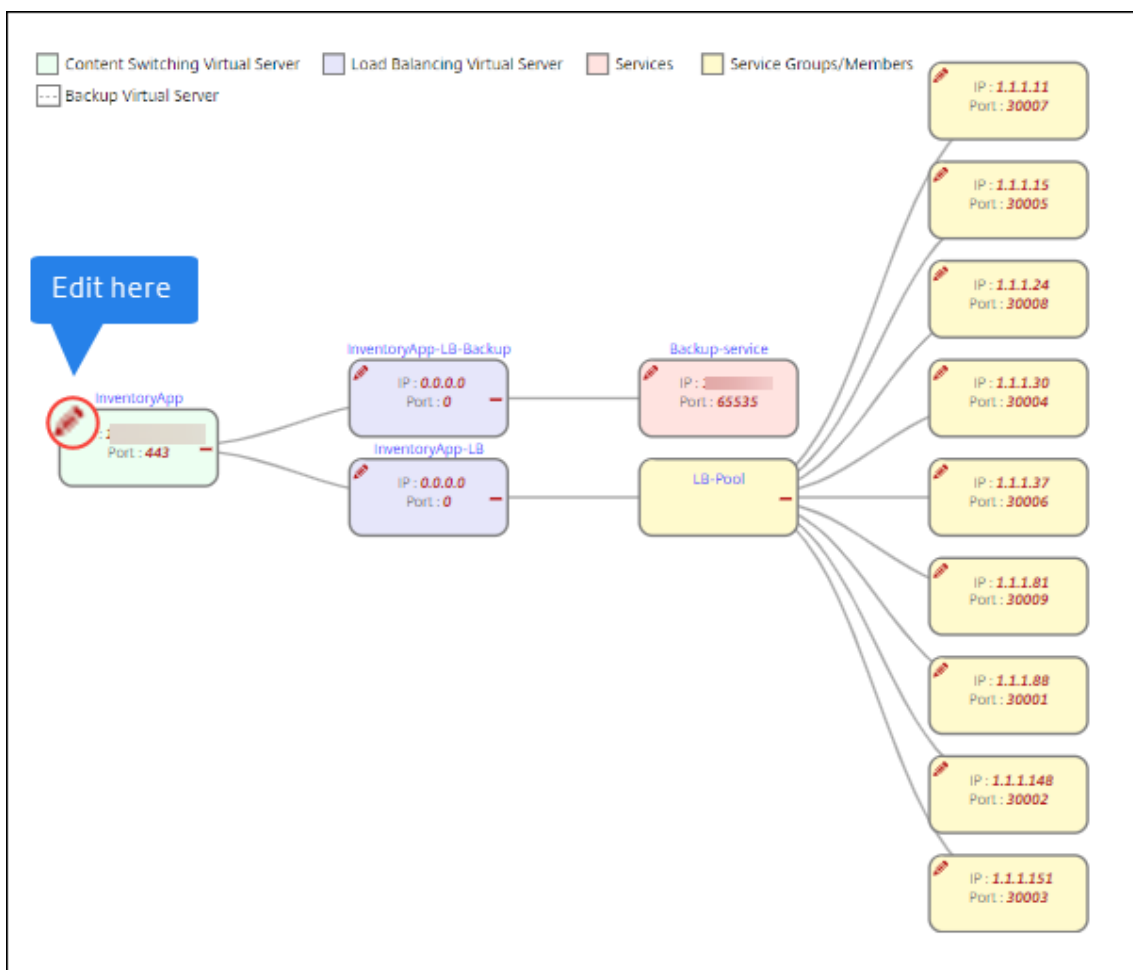 Content Switching Virtual Server
Load Balancing Virtual Server
Services
Service Groups/Members
Backup Virtual Server
Edit here
InventoryApp
Port : 443
InventoryApp-LB-Backup
IP : 0.0.0.0
Port : 0
InventoryApp-LB
IP : 0.0.0.0
Port : 0
Backup-service
IP :
Port : 65535
LB-Pool
IP : 1.1.1.11
Port : 30007
IP : 1.1.1.15
Port : 30005
IP : 1.1.1.24
Port : 30008
IP : 1.1.1.30
Port : 30004
IP : 1.1.1.37
Port : 30006
IP : 1.1.1.81
Port : 30009
IP : 1.1.1.88
Port : 30001
IP : 1.1.1.148
Port : 30002
IP : 1.1.1.151
Port : 30003